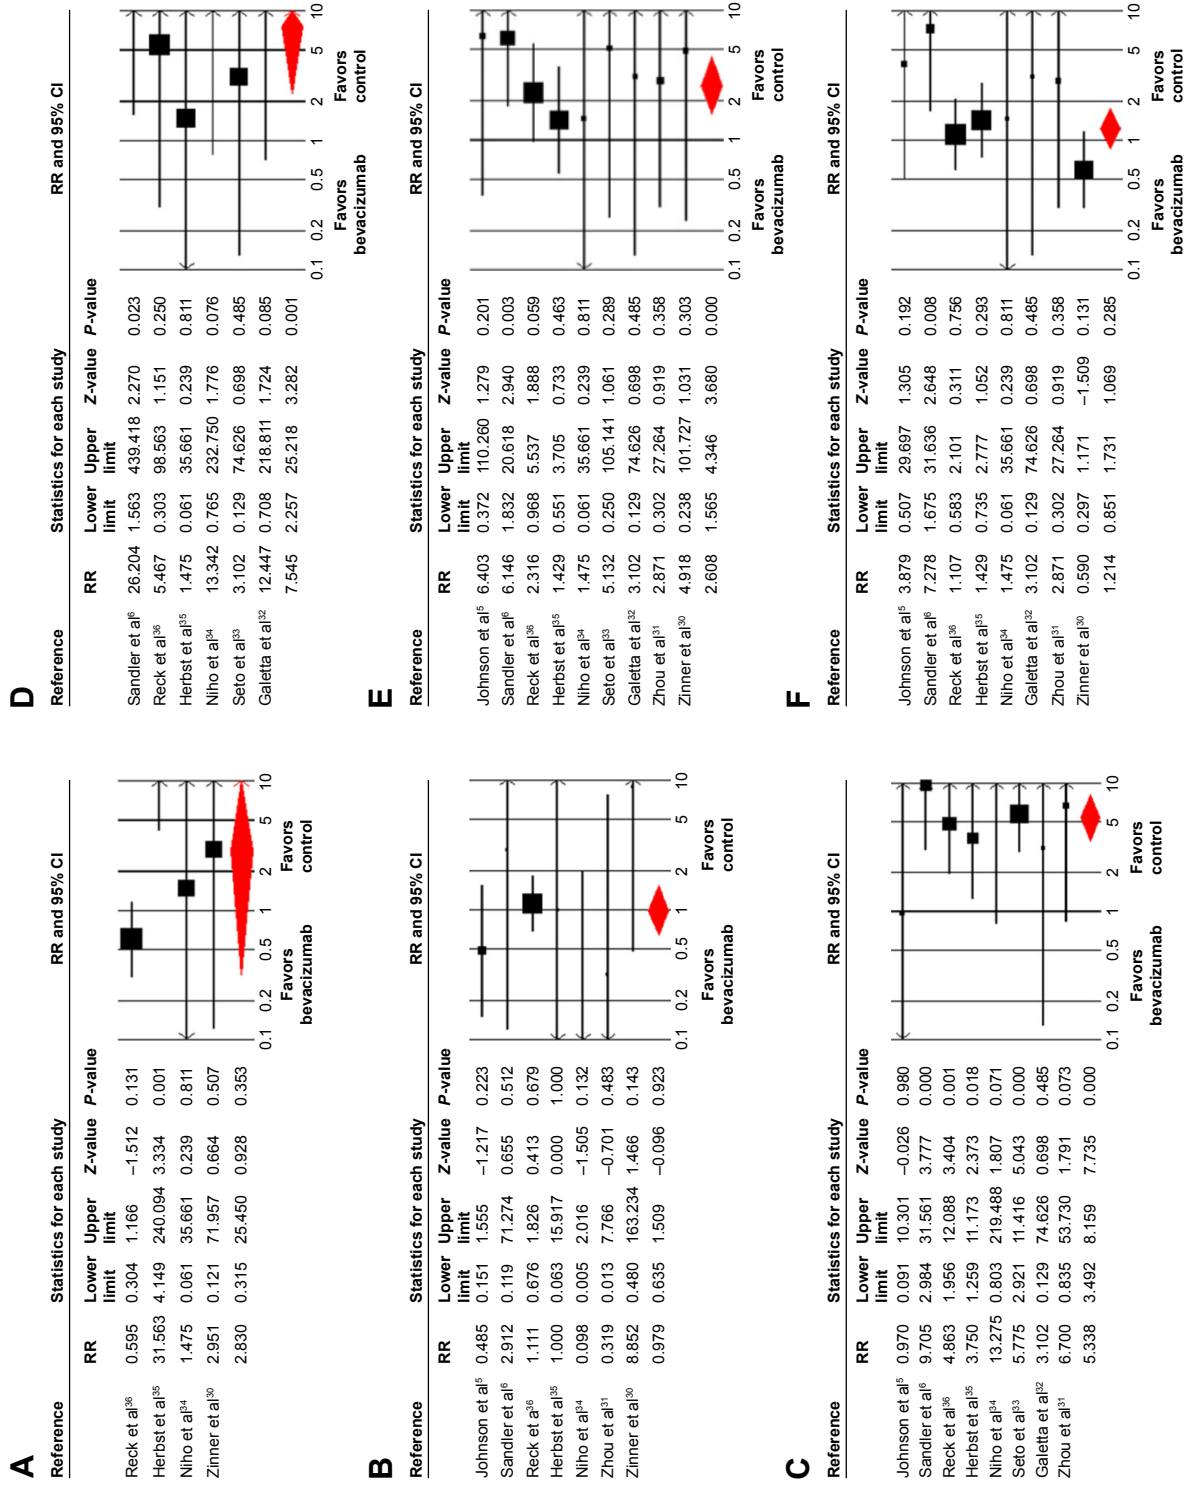 A
Reference Statistics for each study RR and 95% CI
RR Lower limit Upper limit Z-value P-value
Reck et al36 0.595 0.304 1.166 –1.512 0.131
Herbst et al35 31.563 4.149 240.094 3.334 0.001
Niho et al34 1.475 0.061 35.661 0.239 0.811
Zinner et al30 2.951 0.121 71.957 0.664 0.507
2.830 0.315 25.450 0.928 0.353
0.1 0.2 0.5 1 2 5 10
Favors bevacizumab Favors control
B
Reference Statistics for each study RR and 95% CI
RR Lower limit Upper limit Z-value P-value
Johnson et al5 0.485 0.151 1.555 –1.217 0.223
Sandler et al6 2.912 0.119 71.274 0.655 0.512
Reck et a36 1.111 0.676 1.826 0.413 0.679
Herbst et al35 1.000 0.063 15.917 0.000 1.000
Niho et al34 0.098 0.005 2.016 –1.505 0.132
Zhou et al31 0.319 0.013 7.766 –0.701 0.483
Zinner et al30 8.852 0.480 163.234 1.466 0.143
0.979 0.635 1.509 –0.096 0.923
0.1 0.2 0.5 1 2 5 10
Favors bevacizumab Favors control
C
Reference Statistics for each study RR and 95% CI
RR Lower limit Upper limit Z-value P-value
Johnson et al5 0.970 0.091 10.301 –0.026 0.980
Sandler et al6 9.705 2.984 31.561 3.777 0.000
Reck et al36 4.863 1.956 12.088 3.404 0.001
Herbst et al35 3.750 1.259 11.173 2.373 0.018
Niho et al34 13.275 0.803 219.488 1.807 0.071
Seto et al33 5.775 2.921 11.416 5.043 0.000
Galetta et al32 3.102 0.129 74.626 0.698 0.485
Zhou et al31 6.700 0.835 53.730 1.791 0.073
5.338 3.492 8.159 7.735 0.000
0.1 0.2 0.5 1 2 5 10
Favors bevacizumab Favors control
D
Reference Statistics for each study RR and 95% CI
RR Lower limit Upper limit Z-value P-value
Sandler et al6 26.204 1.563 439.418 2.270 0.023
Reck et al36 5.467 0.303 98.563 1.151 0.250
Herbst et al35 1.475 0.061 35.661 0.239 0.811
Niho et al34 13.342 0.765 232.750 1.776 0.076
Seto et al33 3.102 0.129 74.626 0.698 0.485
Galetta et al32 12.447 0.708 218.811 1.724 0.085
7.545 2.257 25.218 3.282 0.001
0.1 0.2 0.5 1 2 5 10
Favors bevacizumab Favors control
E
Reference Statistics for each study RR and 95% CI
RR Lower limit Upper limit Z-value P-value
Johnson et al5 6.403 0.372 110.260 1.279 0.201
Sandler et al6 6.146 1.832 20.618 2.940 0.003
Reck et al36 2.316 0.968 5.537 1.888 0.059
Herbst et al35 1.429 0.551 3.705 0.733 0.463
Niho et al34 1.475 0.061 35.661 0.239 0.811
Seto et al33 5.132 0.250 105.141 1.061 0.289
Galetta et al32 3.102 0.129 74.626 0.698 0.485
Zhou et al31 2.871 0.302 27.264 0.919 0.358
Zinner et al30 4.918 0.238 101.727 1.031 0.303
2.608 1.565 4.346 3.680 0.000
0.1 0.2 0.5 1 2 5 10
Favors bevacizumab Favors control
F
Reference Statistics for each study RR and 95% CI
RR Lower limit Upper limit Z-value P-value
Johnson et al5 3.879 0.507 29.697 1.305 0.192
Sandler et al6 7.278 1.675 31.636 2.648 0.008
Reck et al36 1.107 0.583 2.101 0.311 0.756
Herbst et al35 1.429 0.735 2.777 1.052 0.293
Niho et al34 1.475 0.061 35.661 0.239 0.811
Galetta et al32 3.102 0.129 74.626 0.698 0.485
Zhou et al31 2.871 0.302 27.264 0.919 0.358
Zinner et al30 0.590 0.297 1.171 –1.509 0.131
1.214 0.851 1.731 1.069 0.285
0.1 0.2 0.5 1 2 5 10
Favors bevacizumab Favors control